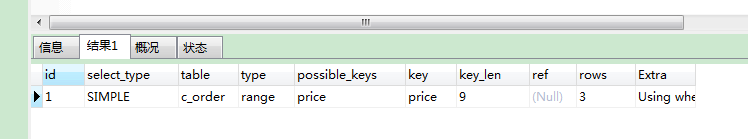 信息 结果1 概况 状态
id select_type table type possible_keys key key_len ref rows Extra
1 SIMPLE c_order range price price 9 (Null) 3 Using whe